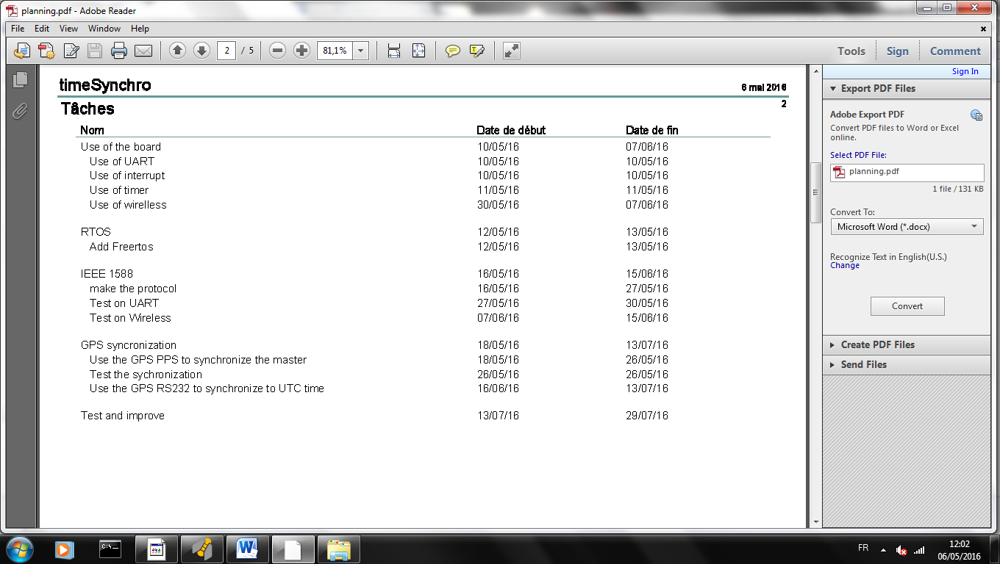 planning.pdf - Adobe Reader
File Edit View Window Help
2 / 5 81,1% Tools Sign Comment
Sign In
timeSynchro 6 mai 2016
Tâches 2
Nom Date de début Date de fin
Use of the board 10/05/16 07/06/16
Use of UART 10/05/16 10/05/16
Use of interrupt 10/05/16 10/05/16
Use of timer 11/05/16 11/05/16
Use of wirelless 30/05/16 07/06/16
RTOS 12/05/16 13/05/16
Add Freertos 12/05/16 13/05/16
IEEE 1588 16/05/16 15/06/16
make the protocol 16/05/16 27/05/16
Test on UART 27/05/16 30/05/16
Test on Wireless 07/06/16 15/06/16
GPS syncronization 18/05/16 13/07/16
Use the GPS PPS to synchronize the master 18/05/16 26/05/16
Test the sychronization 26/05/16 26/05/16
Use the GPS RS232 to synchronize to UTC time 16/06/16 13/07/16
Test and improve 13/07/16 29/07/16
Export PDF Files
Adobe Export PDF
Convert PDF files to Word or Excel
online.
Select PDF File:
planning.pdf
1 file / 131 KB
Convert To:
Microsoft Word (*.docx)
Recognize Text in English(U.S.)
Change
Convert
Create PDF Files
Send Files
C:\.
FR 12:02
06/05/2016